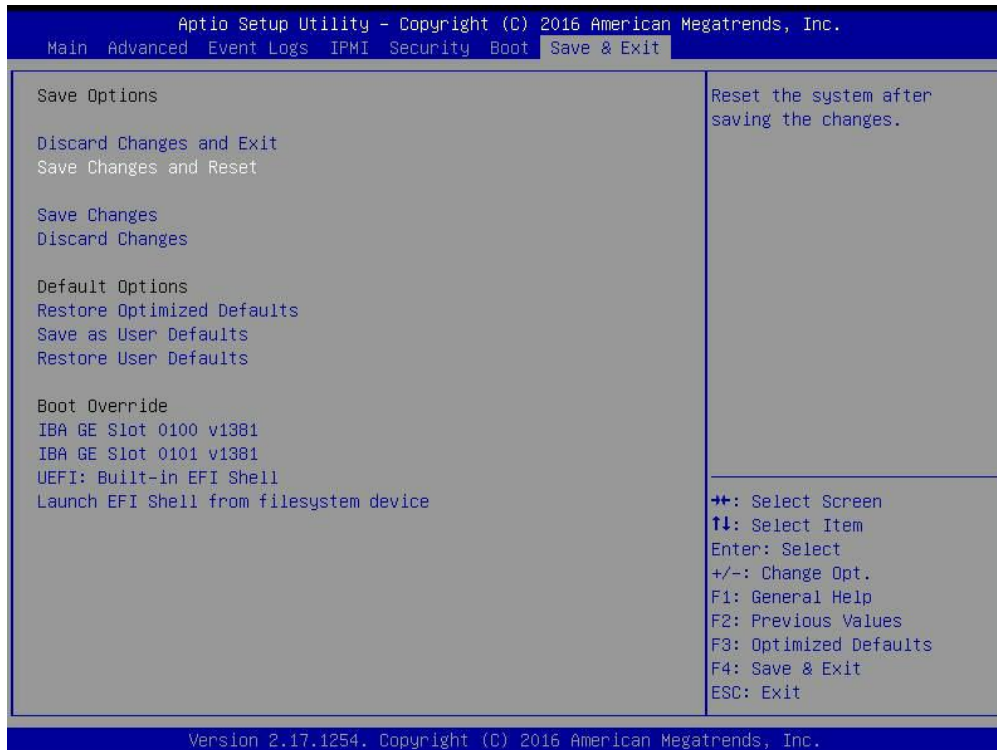 Aptio Setup Utility – Copyright (C) 2016 American Megatrends, Inc.
Main Advanced Event Logs IPMI Security Boot Save & Exit
Save Options
Discard Changes and Exit
Save Changes and Reset
Save Changes
Discard Changes
Default Options
Restore Optimized Defaults
Save as User Defaults
Restore User Defaults
Boot Override
IBA GE Slot 0100 v1381
IBA GE Slot 0101 v1381
UEFI: Built-in EFI Shell
Launch EFI Shell from filesystem device
Reset the system after
saving the changes.
→←: Select Screen
↑↓: Select Item
Enter: Select
+/-: Change Opt.
F1: General Help
F2: Previous Values
F3: Optimized Defaults
F4: Save & Exit
ESC: Exit
Version 2.17.1254. Copyright (C) 2016 American Megatrends, Inc.